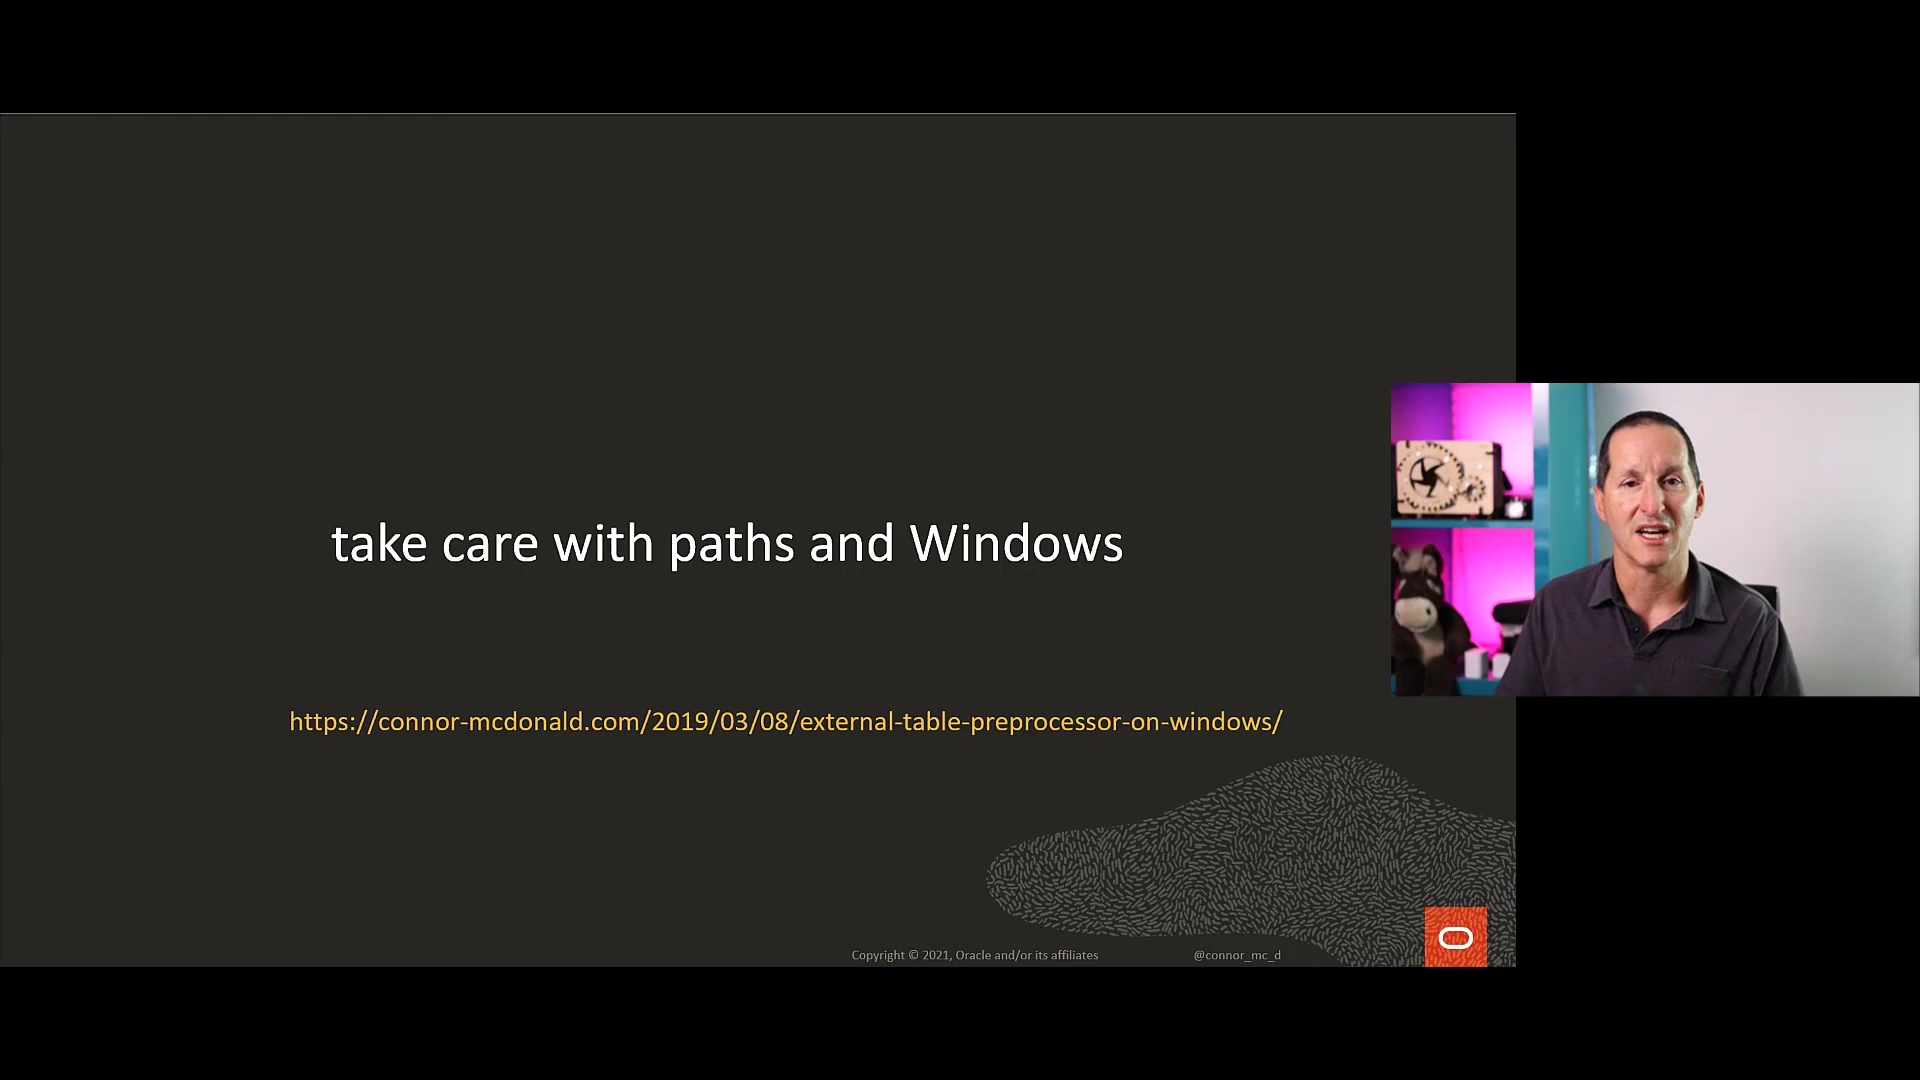 take care with paths and Windows
https://connor-mcdonald.com/2019/03/08/external-table-preprocessor-on-windows/
Copyright © 2021, Oracle and/or its affiliates
@connor_mc_d